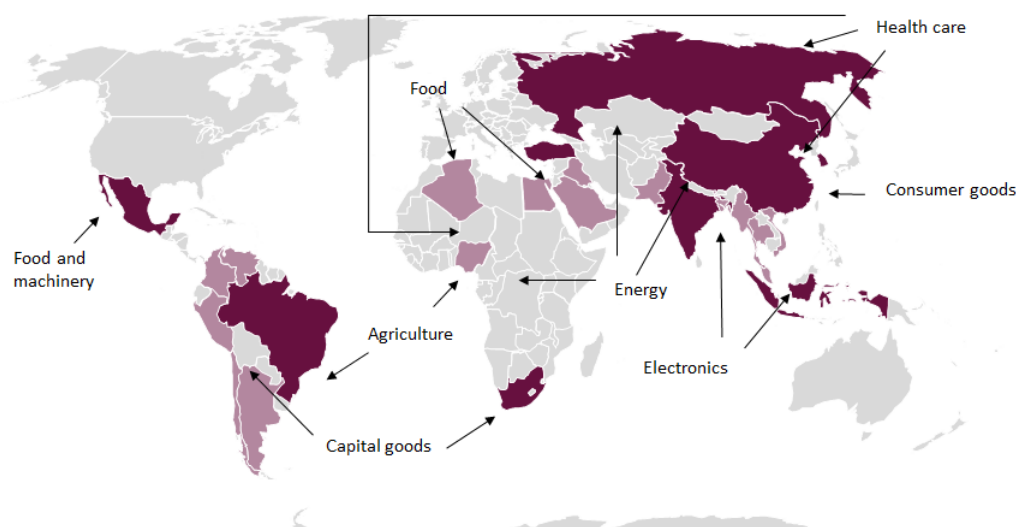 Health care
Food
Consumer goods
Food and
machinery
Energy
Agriculture
Electronics
Capital goods